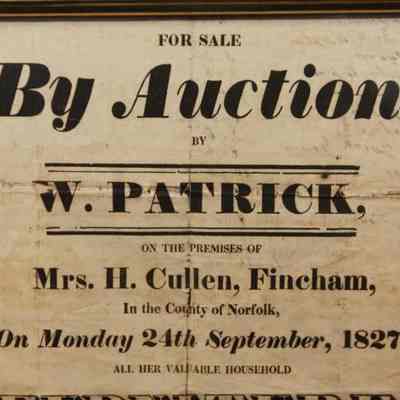 FOR SALE
By Auction
BY
W. PATRICK,
ON THE PREMISES OF
Mrs. H. Cullen, Fincham,
In the County of Norfolk,
On Monday 24th September, 1827
ALL HER VALUABLE HOUSEHOLD